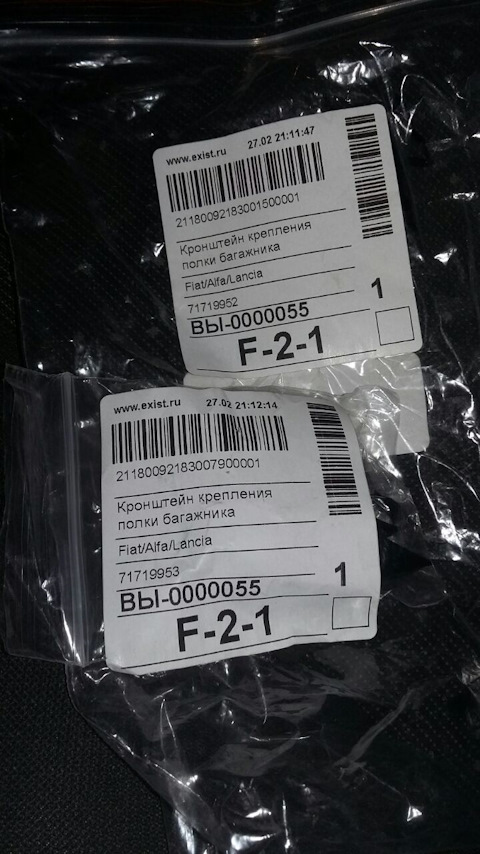 www.exist.ru 27.02 21:11:47
21180092183001500001
Кронштейн крепления
полки багажника
Fiat/Alfa/Lancia
71719952
1
ВЫ-0000055
F-2-1
www.exist.ru 27.02 21:12:14
21180092183007900001
Кронштейн крепления
полки багажника
Fiat/Alfa/Lancia
71719953
1
ВЫ-0000055
F-2-1